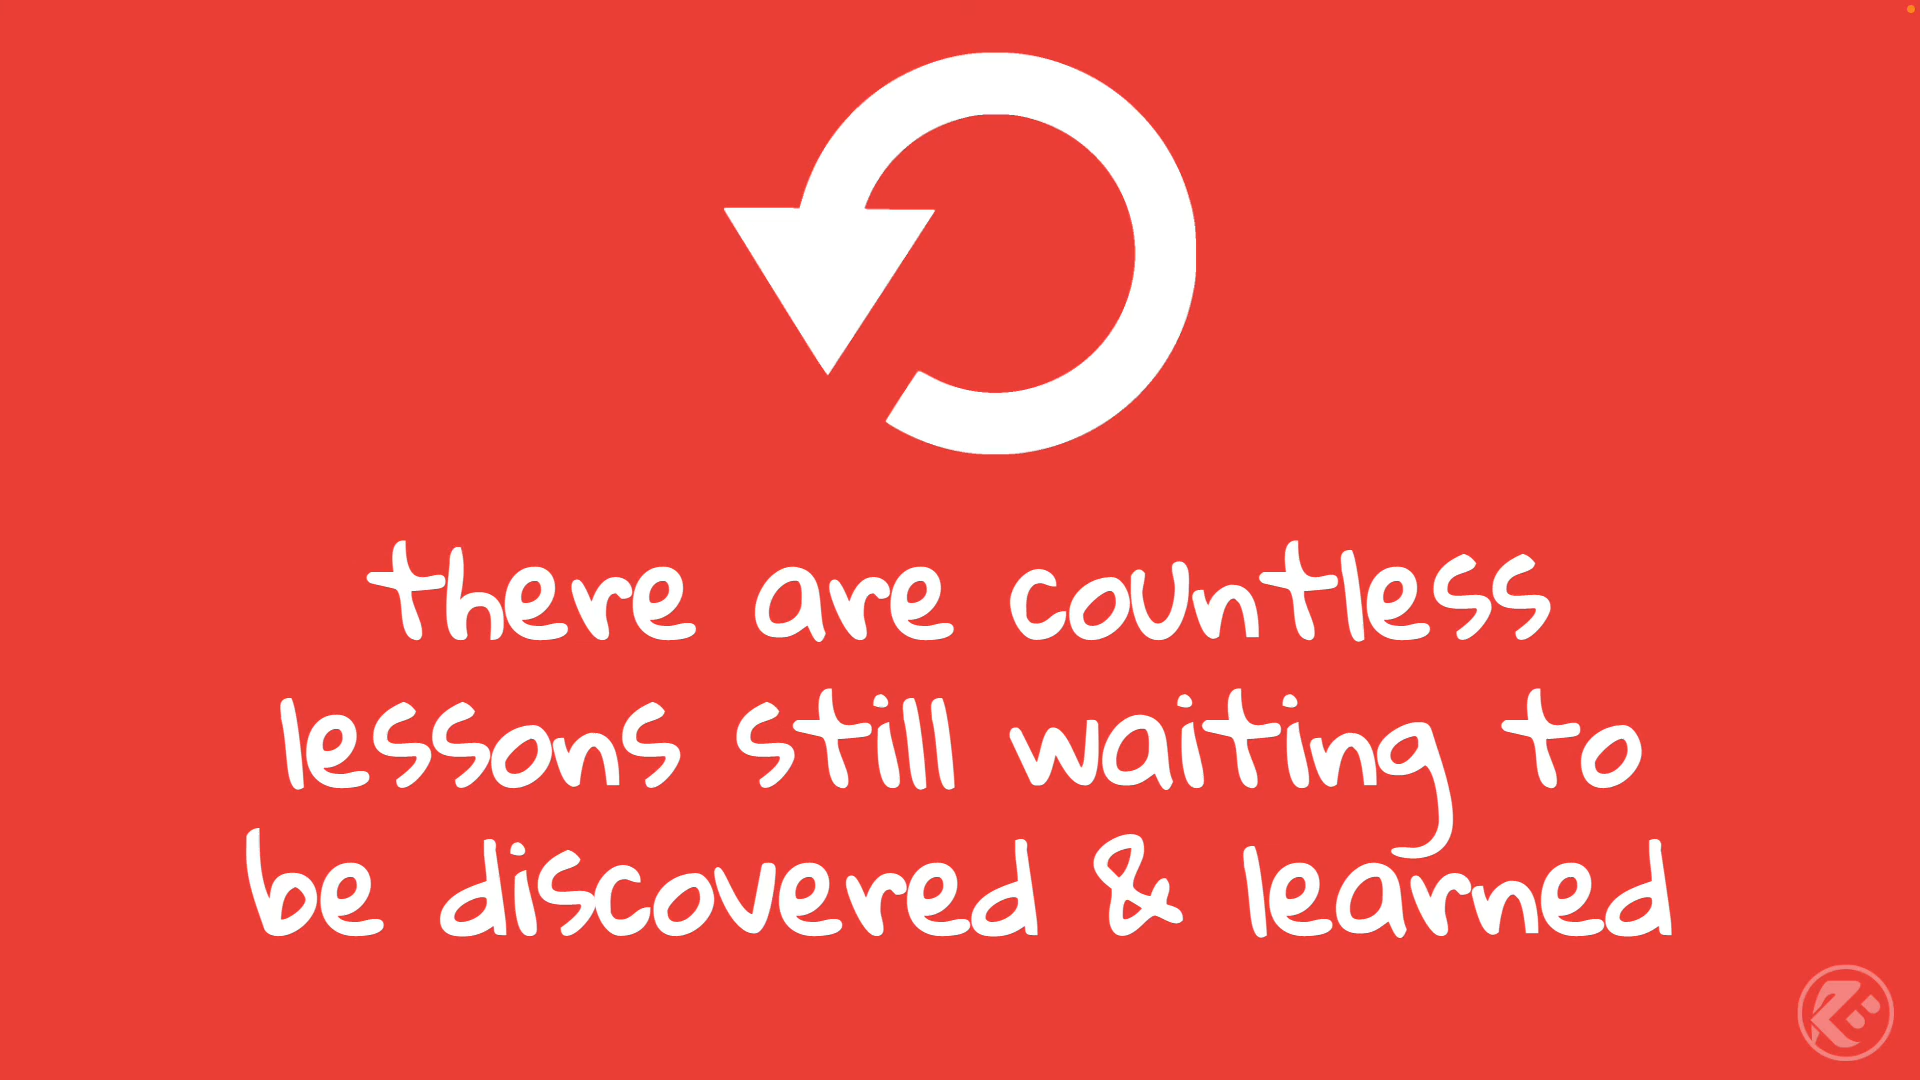 there are countless
lessons still waiting to
be discovered & learned